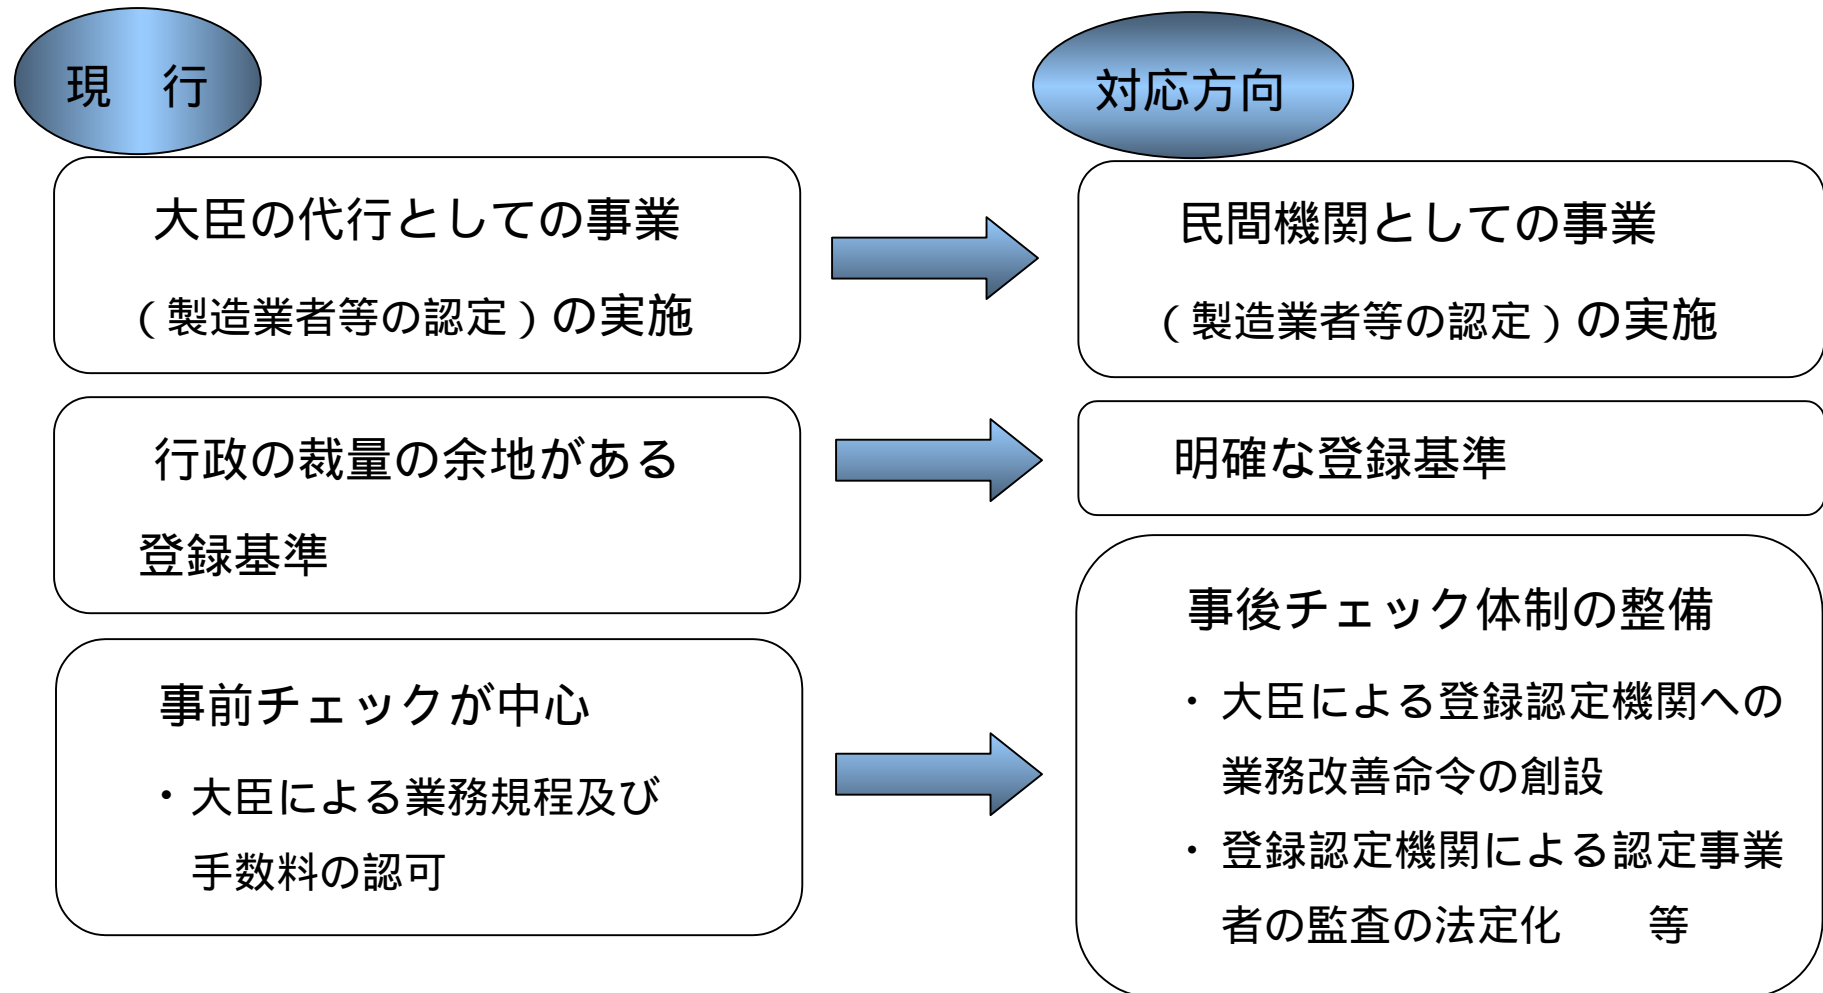 現　行
大臣の代行としての事業
（製造業者等の認定）の実施
行政の裁量の余地がある
登録基準
事前チェックが中心
・大臣による業務規程及び
手数料の認可
対応方向
民間機関としての事業
（製造業者等の認定）の実施
明確な登録基準
事後チェック体制の整備
・大臣による登録認定機関への
業務改善命令の創設
・登録認定機関による認定事業
者の監査の法定化　　等